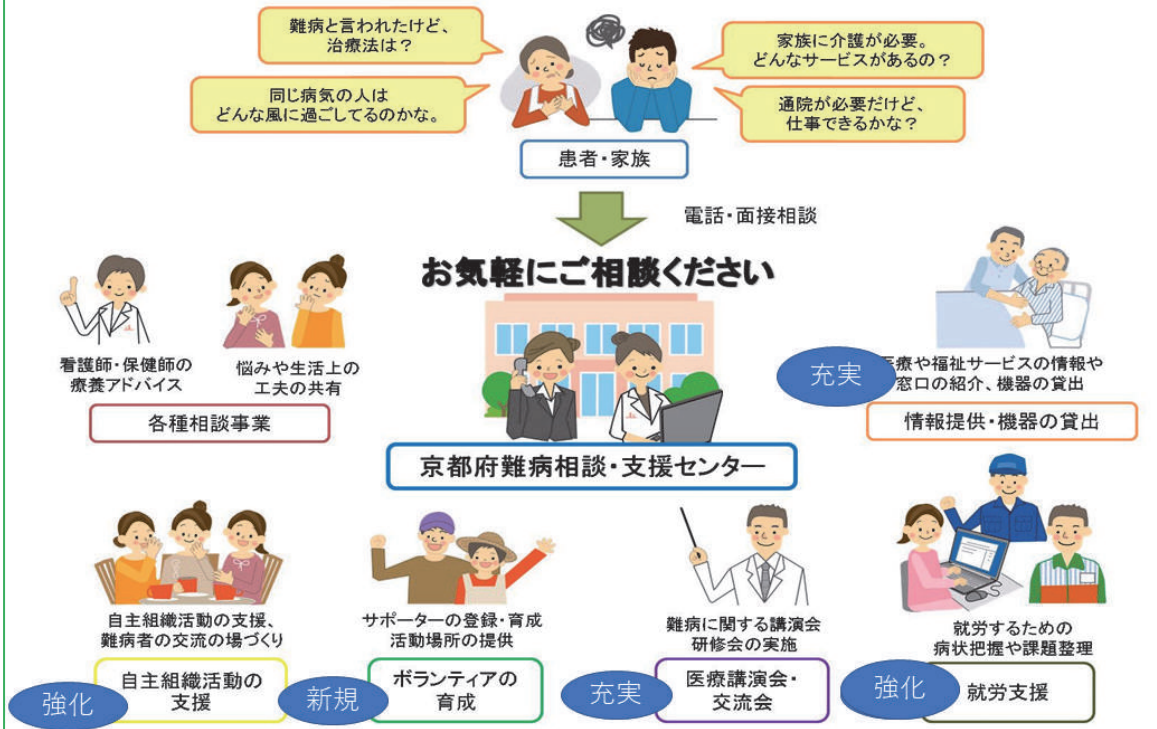 難病と言われたけど、
治療法は？
同じ病気の人は
どんな風に過ごしてるのかな。
家族に介護が必要。
どんなサービスがあるの？
通院が必要だけど、
仕事できるかな？
患者・家族
電話・面接相談
お気軽にご相談ください
看護師・保健師の
療養アドバイス
悩みや生活上の
工夫の共有
各種相談事業
充実
医療や福祉サービスの情報や
窓口の紹介、機器の貸出
情報提供・機器の貸出
京都府難病相談・支援センター
自主組織活動の支援、
難病者の交流の場づくり
強化
自主組織活動の
支援
サポーターの登録・育成
活動場所の提供
新規
ボランティアの
育成
難病に関する講演会
研修会の実施
充実
医療講演会・
交流会
就労するための
病状把握や課題整理
強化
就労支援